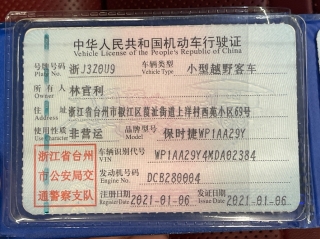 中华人民共和国机动车行驶证
Vehicle License of the People's Republic of China
号牌号码 浙J3Z0U9 车辆类型 小型越野客车
Plate No. Vehicle Type
所有人 林官利
Owner
住址 浙江省台州市椒江区葭沚街道上洋村西苑小区69号
Address
使用性质 非营运 品牌型号 保时捷WP1AA29Y
Use Character Model
浙江省台州
市公安局交
通警察支队
车辆识别代号 WP1AA29Y4MDA02384
VIN
发动机号码 DCB280004
Engine No.
注册日期 2021-01-06 发证日期 2021-01-06
Register Date Issue Date